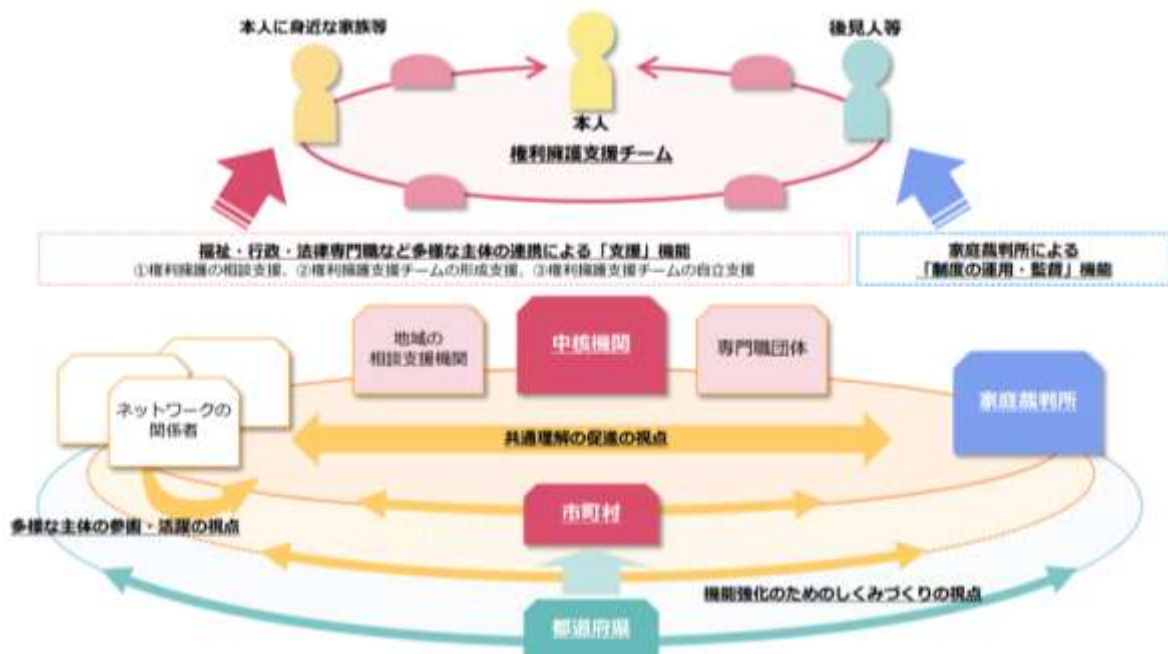 本人に身近な家族等
後見人等
本人
権利擁護支援チーム
福祉・行政・法律専門職など多様な主体の連携による「支援」機能
①権利擁護の相談支援、②権利擁護支援チームの形成支援、③権利擁護支援チームの自立支援
家庭裁判所による
「制度の運用・監督」機能
地域の
相談支援機関
中核機関
専門職団体
ネットワークの
関係者
家庭裁判所
共通理解の促進の視点
市町村
多様な主体の参画・活躍の視点
機能強化のためのしくみづくりの視点
都道府県